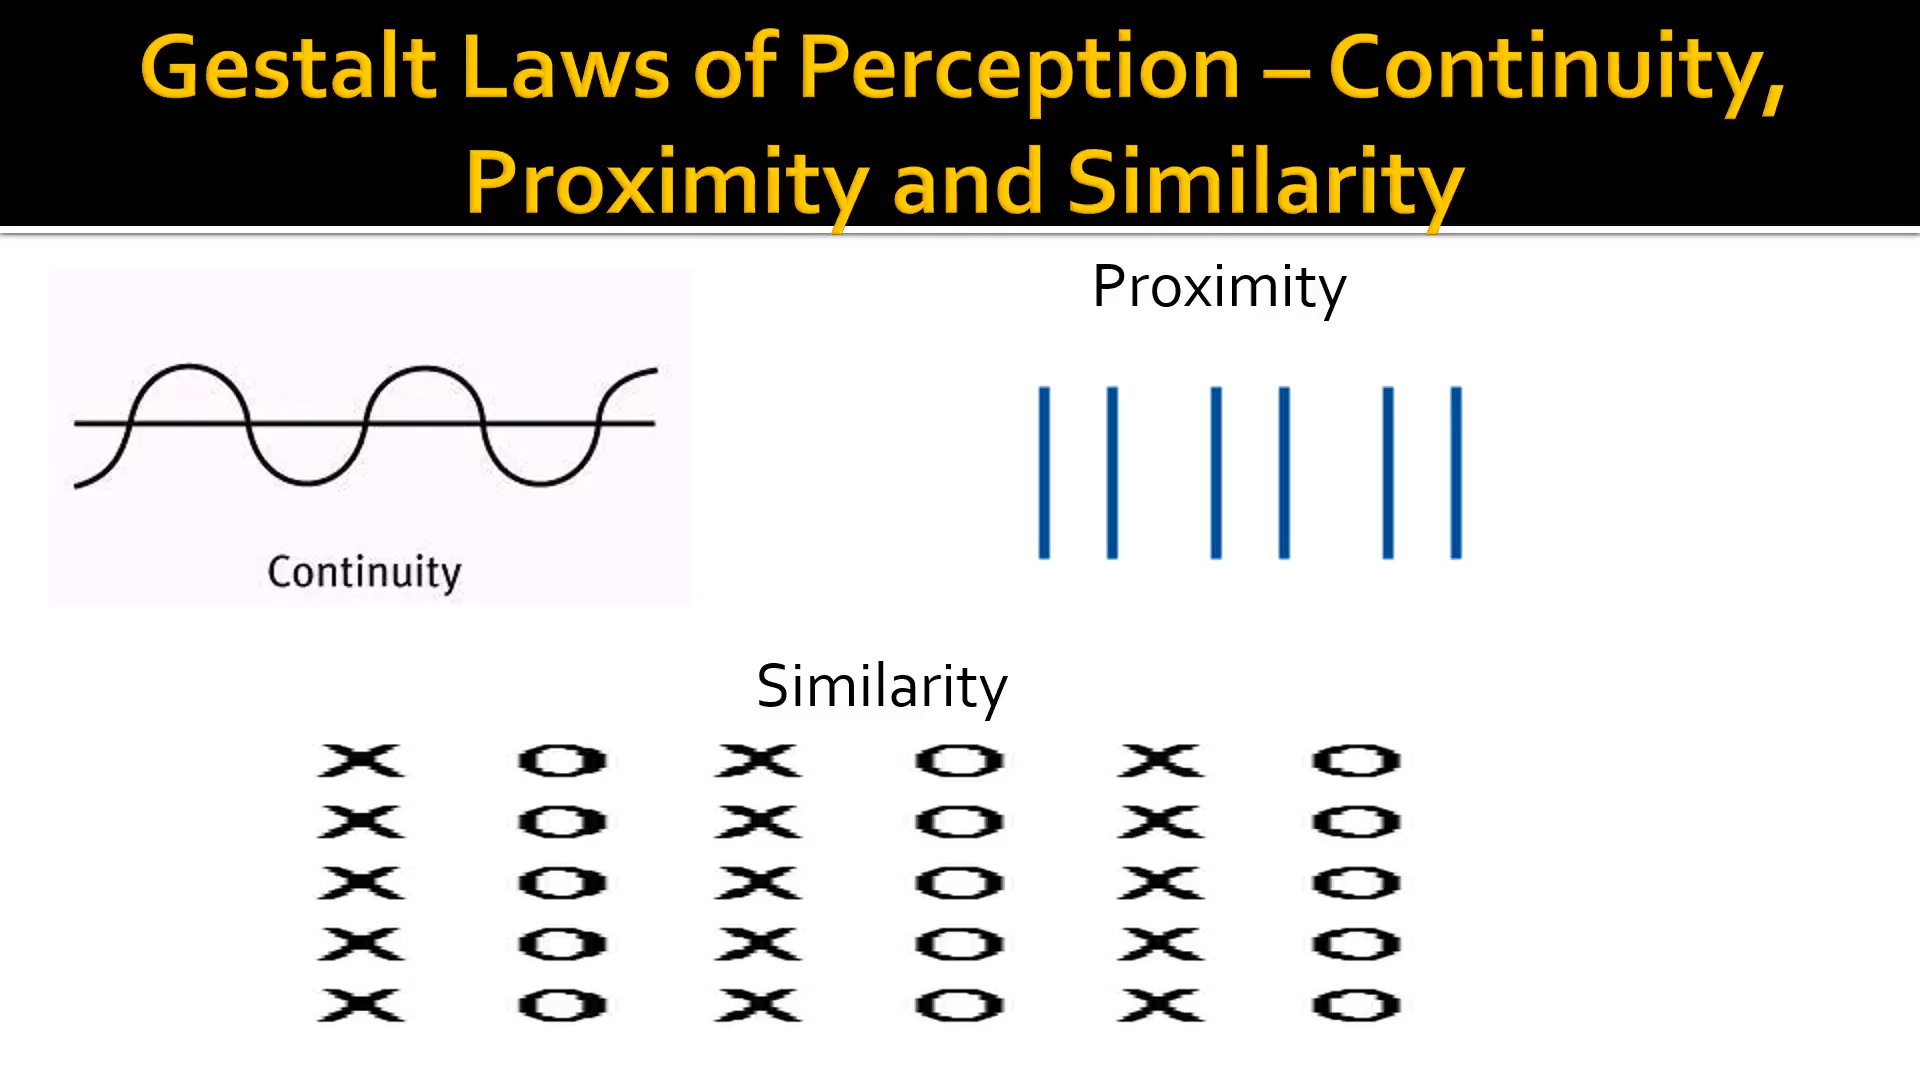 Gestalt Laws of Perception – Continuity,
Proximity and Similarity
Proximity
Continuity
Similarity
X O X O X O
X O X O X O
X O X O X O
X O X O X O
X O X O X O